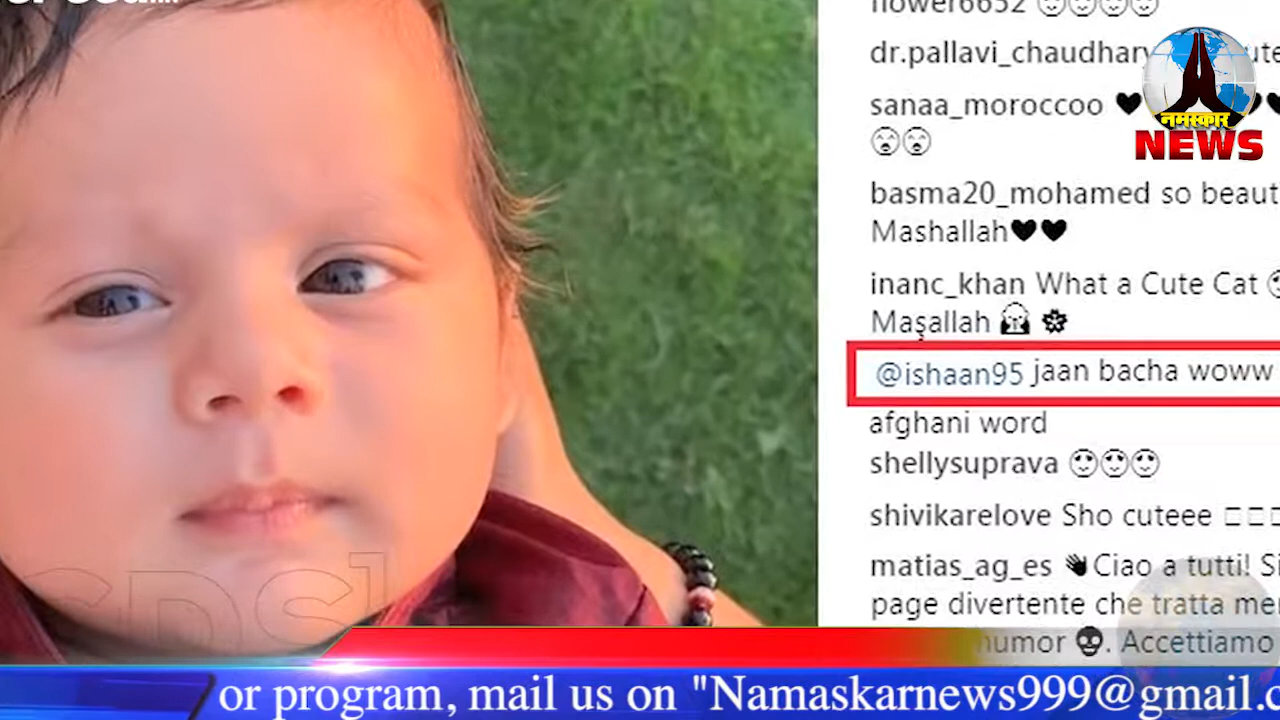 flower6652
dr.pallavi_chaudhary
sanaa_moroccoo 🖤
basma20_mohamed so beaut
Mashallah🖤🖤
inanc_khan What a Cute Cat
Maşallah
@ishaan95 jaan bacha woww
afghani word
shellysuprava
shivikarelove Sho cuteee
matias_ag_es 👋Ciao a tutti! Si
page divertente che tratta mer
humor 💀. Accettiamo
नमस्कार
NEWS
or program, mail us on "Namaskarnews999@gmail.c